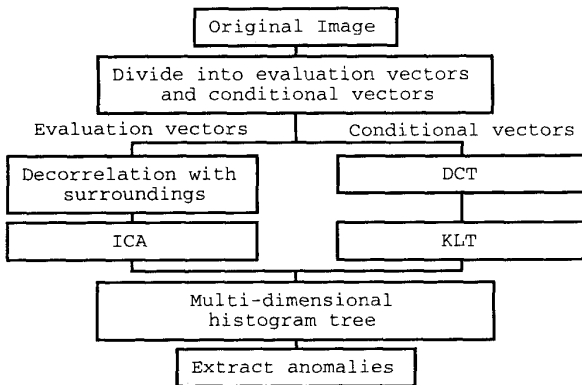 Original Image
Divide into evaluation vectors
and conditional vectors
Evaluation vectors
Conditional vectors
Decorrelation with
surroundings
DCT
ICA
KLT
Multi-dimensional
histogram tree
Extract anomalies